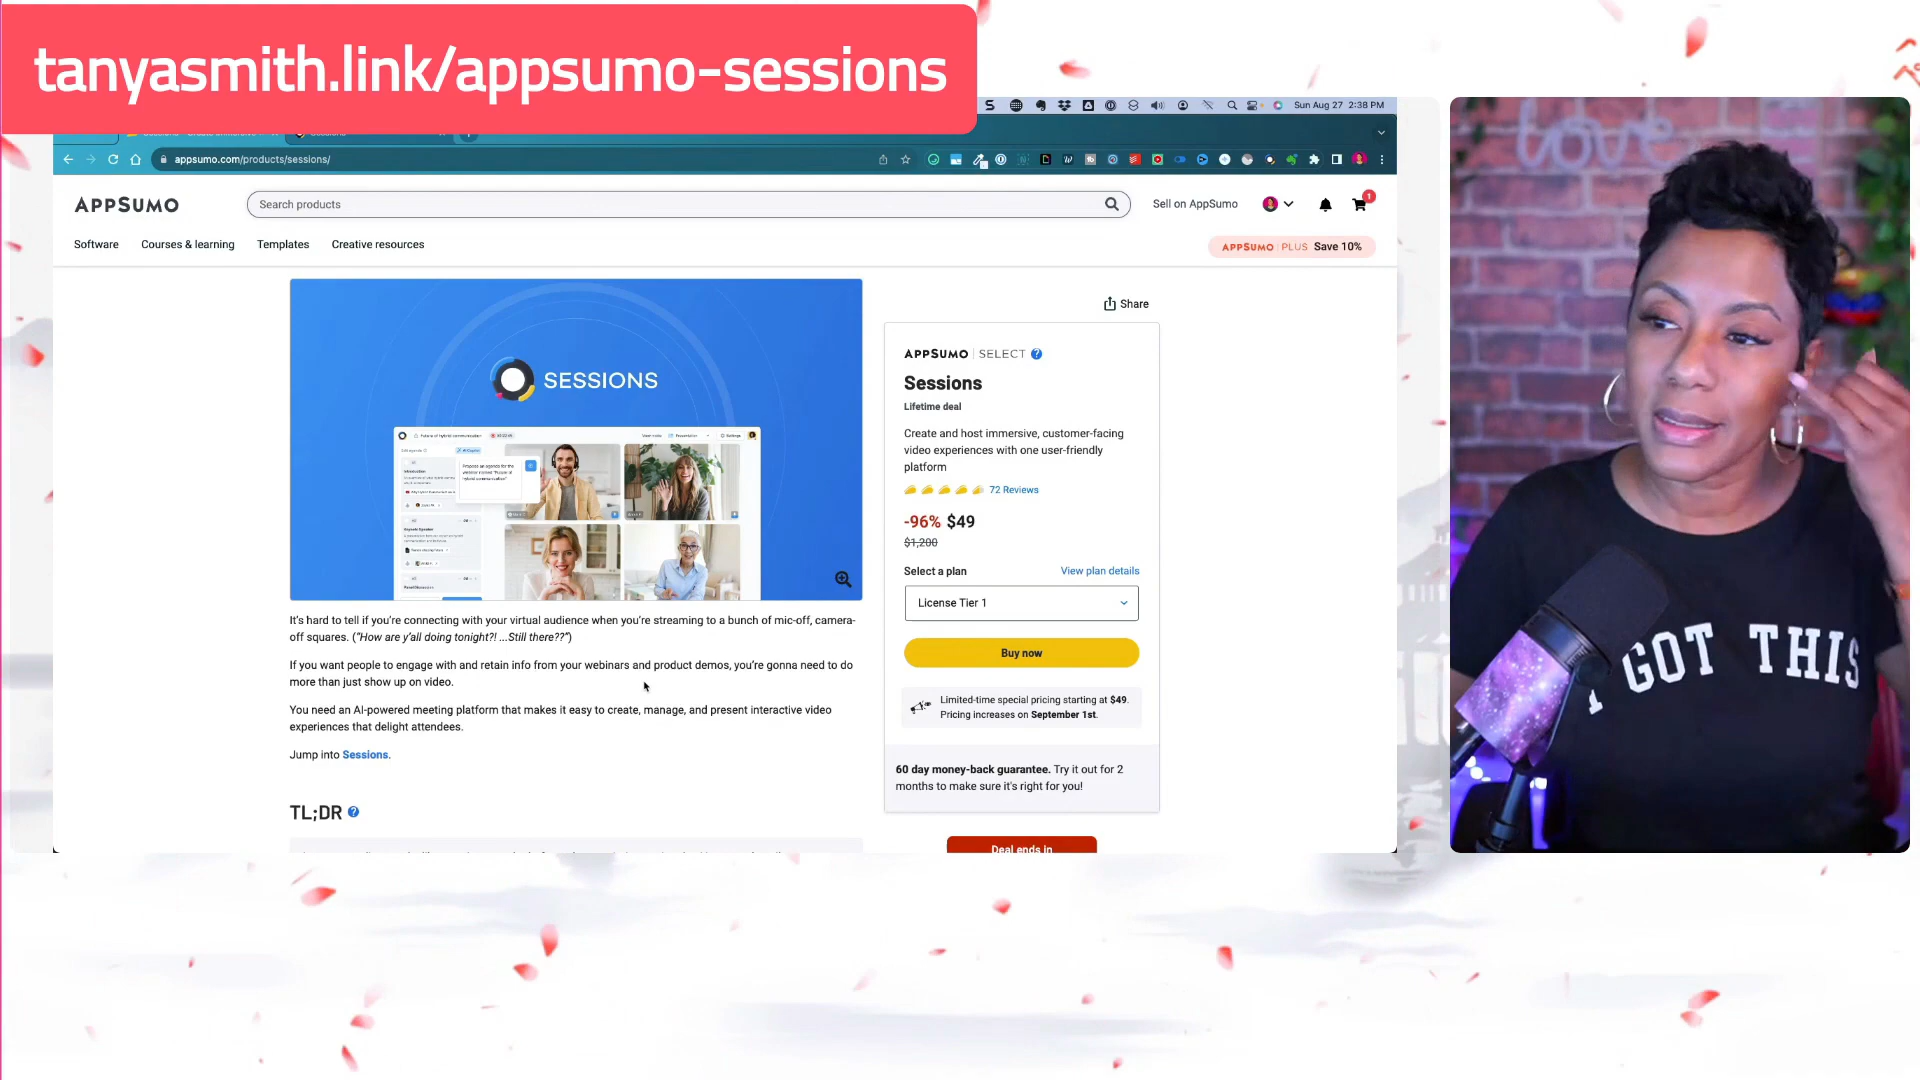 tanyasmith.link/appsumo-sessions
Sun Aug 27 2:38 PM
appsumo.com/products/sessions/
APPSUMO
Search products
Sell on AppSumo
1
Software
Courses & learning
Templates
Creative resources
APPSUMO PLUS Save 10%
SESSIONS
Share
APPSUMO | SELECT ?
Sessions
Lifetime deal
Create and host immersive, customer-facing
video experiences with one user-friendly
platform
72 Reviews
-96% $49
$1,200
Select a plan
View plan details
License Tier 1
Buy now
Limited-time special pricing starting at $49.
Pricing increases on September 1st.
60 day money-back guarantee. Try it out for 2
months to make sure it's right for you!
Deal ends in
It's hard to tell if you're connecting with your virtual audience when you're streaming to a bunch of mic-off, camera-
off squares. ("How are y'all doing tonight?! ...Still there??")
If you want people to engage with and retain info from your webinars and product demos, you're gonna need to do
more than just show up on video.
You need an AI-powered meeting platform that makes it easy to create, manage, and present interactive video
experiences that delight attendees.
Jump into Sessions.
TL;DR ?
love
I GOT THIS